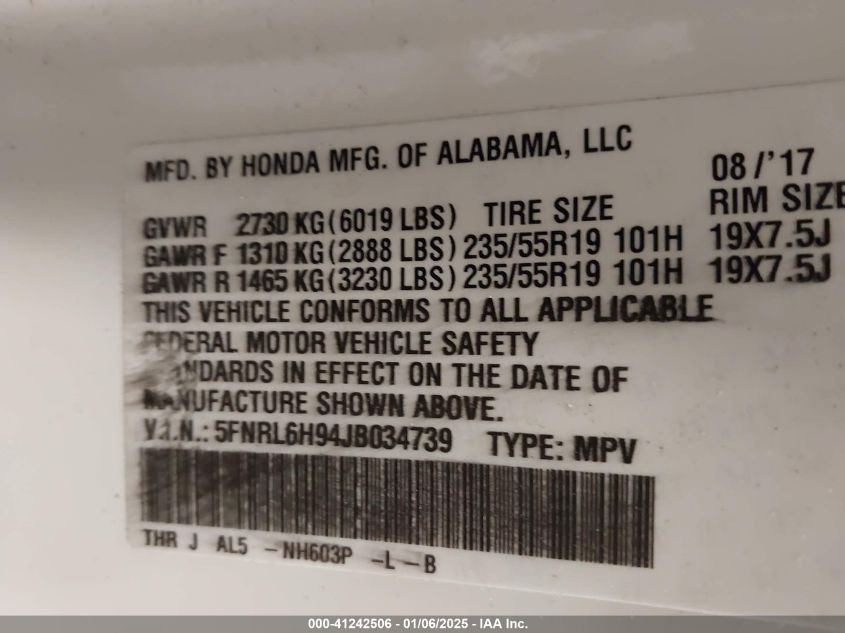 MFD. BY HONDA MFG. OF ALABAMA, LLC 08/'17
GVWR 2730 KG(6019 LBS) TIRE SIZE RIM SIZE
GAWR F 1310 KG(2888 LBS) 235/55R19 101H 19X7.5J
GAWR R 1465 KG(3230 LBS) 235/55R19 101H 19X7.5J
THIS VEHICLE CONFORMS TO ALL APPLICABLE
FEDERAL MOTOR VEHICLE SAFETY
STANDARDS IN EFFECT ON THE DATE OF
MANUFACTURE SHOWN ABOVE.
V.I.N.: 5FNRL6H94JB034739 TYPE: MPV
THR J AL5 -NH603P -L-B
000-41242506 - 01/06/2025 - IAA Inc.